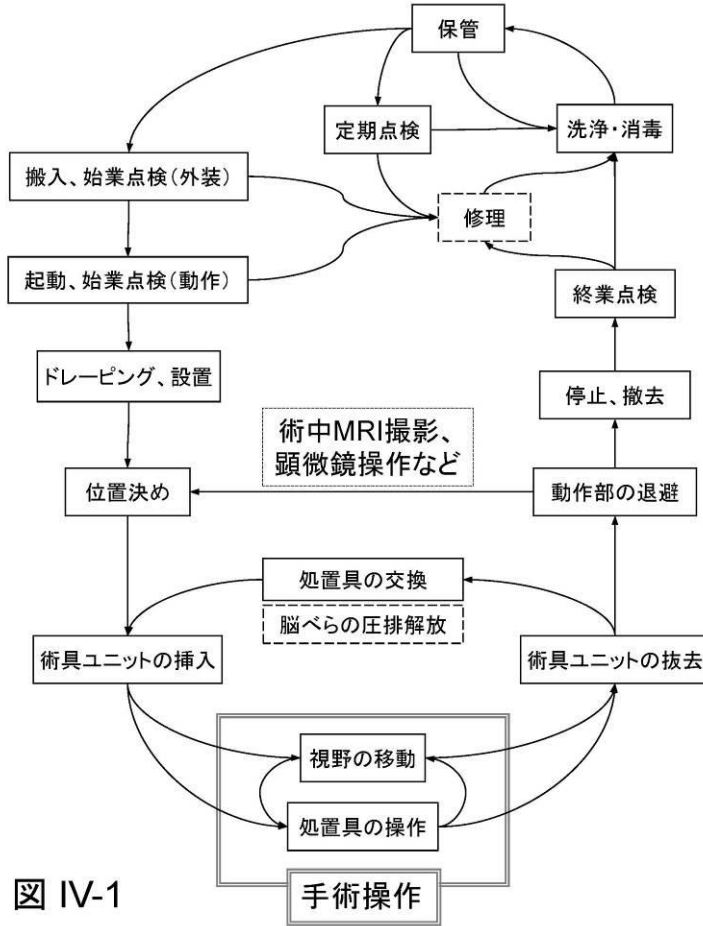 保管
定期点検
洗浄・消毒
搬入、始業点検(外装)
修理
起動、始業点検(動作)
終業点検
ドレーピング、設置
停止、撤去
術中MRI撮影、
顕微鏡操作など
位置決め
動作部の退避
処置具の交換
脳べらの圧排解放
術具ユニットの挿入
術具ユニットの抜去
視野の移動
処置具の操作
手術操作
図 IV-1